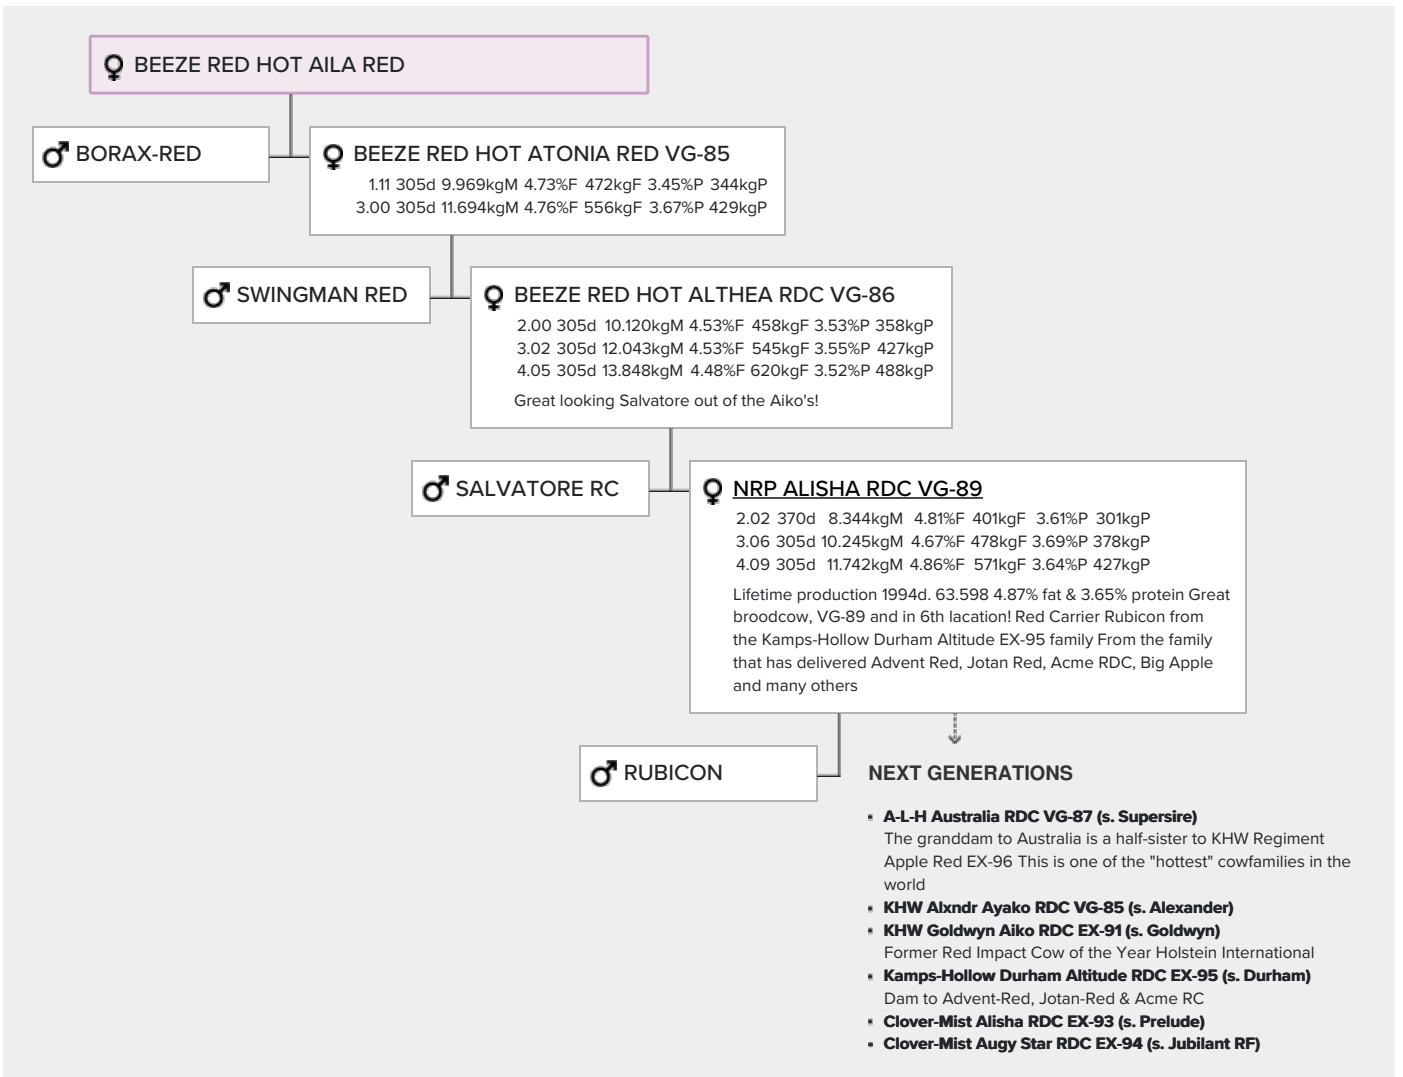 BEEZE RED HOT AILA RED
BORAX-RED
BEEZE RED HOT ATONIA RED VG-85
1.11 305d 9.969kgM 4.73%F 472kgF 3.45%P 344kgP
3.00 305d 11.694kgM 4.76%F 556kgF 3.67%P 429kgP
SWINGMAN RED
BEEZE RED HOT ALTHEA RDC VG-86
2.00 305d 10.120kgM 4.53%F 458kgF 3.53%P 358kgP
3.02 305d 12.043kgM 4.53%F 545kgF 3.55%P 427kgP
4.05 305d 13.848kgM 4.48%F 620kgF 3.52%P 488kgP
Great looking Salvatore out of the Aiko's!
SALVATORE RC
NRP ALISHA RDC VG-89
2.02 370d 8.344kgM 4.81%F 401kgF 3.61%P 301kgP
3.06 305d 10.245kgM 4.67%F 478kgF 3.69%P 378kgP
4.09 305d 11.742kgM 4.86%F 571kgF 3.64%P 427kgP
Lifetime production 1994d. 63.598 4.87% fat & 3.65% protein Great
broodcow, VG-89 and in 6th lacation! Red Carrier Rubicon from
the Kamps-Hollow Durham Altitude EX-95 family From the family
that has delivered Advent Red, Jotan Red, Acme RDC, Big Apple
and many others
RUBICON
NEXT GENERATIONS
A-L-H Australia RDC VG-87 (s. Supersire)
The granddam to Australia is a half-sister to KHW Regiment
Apple Red EX-96 This is one of the "hottest" cowfamilies in the
world
KHW Alxndr Ayako RDC VG-85 (s. Alexander)
KHW Goldwyn Aiko RDC EX-91 (s. Goldwyn)
Former Red Impact Cow of the Year Holstein International
Kamps-Hollow Durham Altitude RDC EX-95 (s. Durham)
Dam to Advent-Red, Jotan-Red & Acme RC
Clover-Mist Alisha RDC EX-93 (s. Prelude)
Clover-Mist Augy Star RDC EX-94 (s. Jubilant RF)